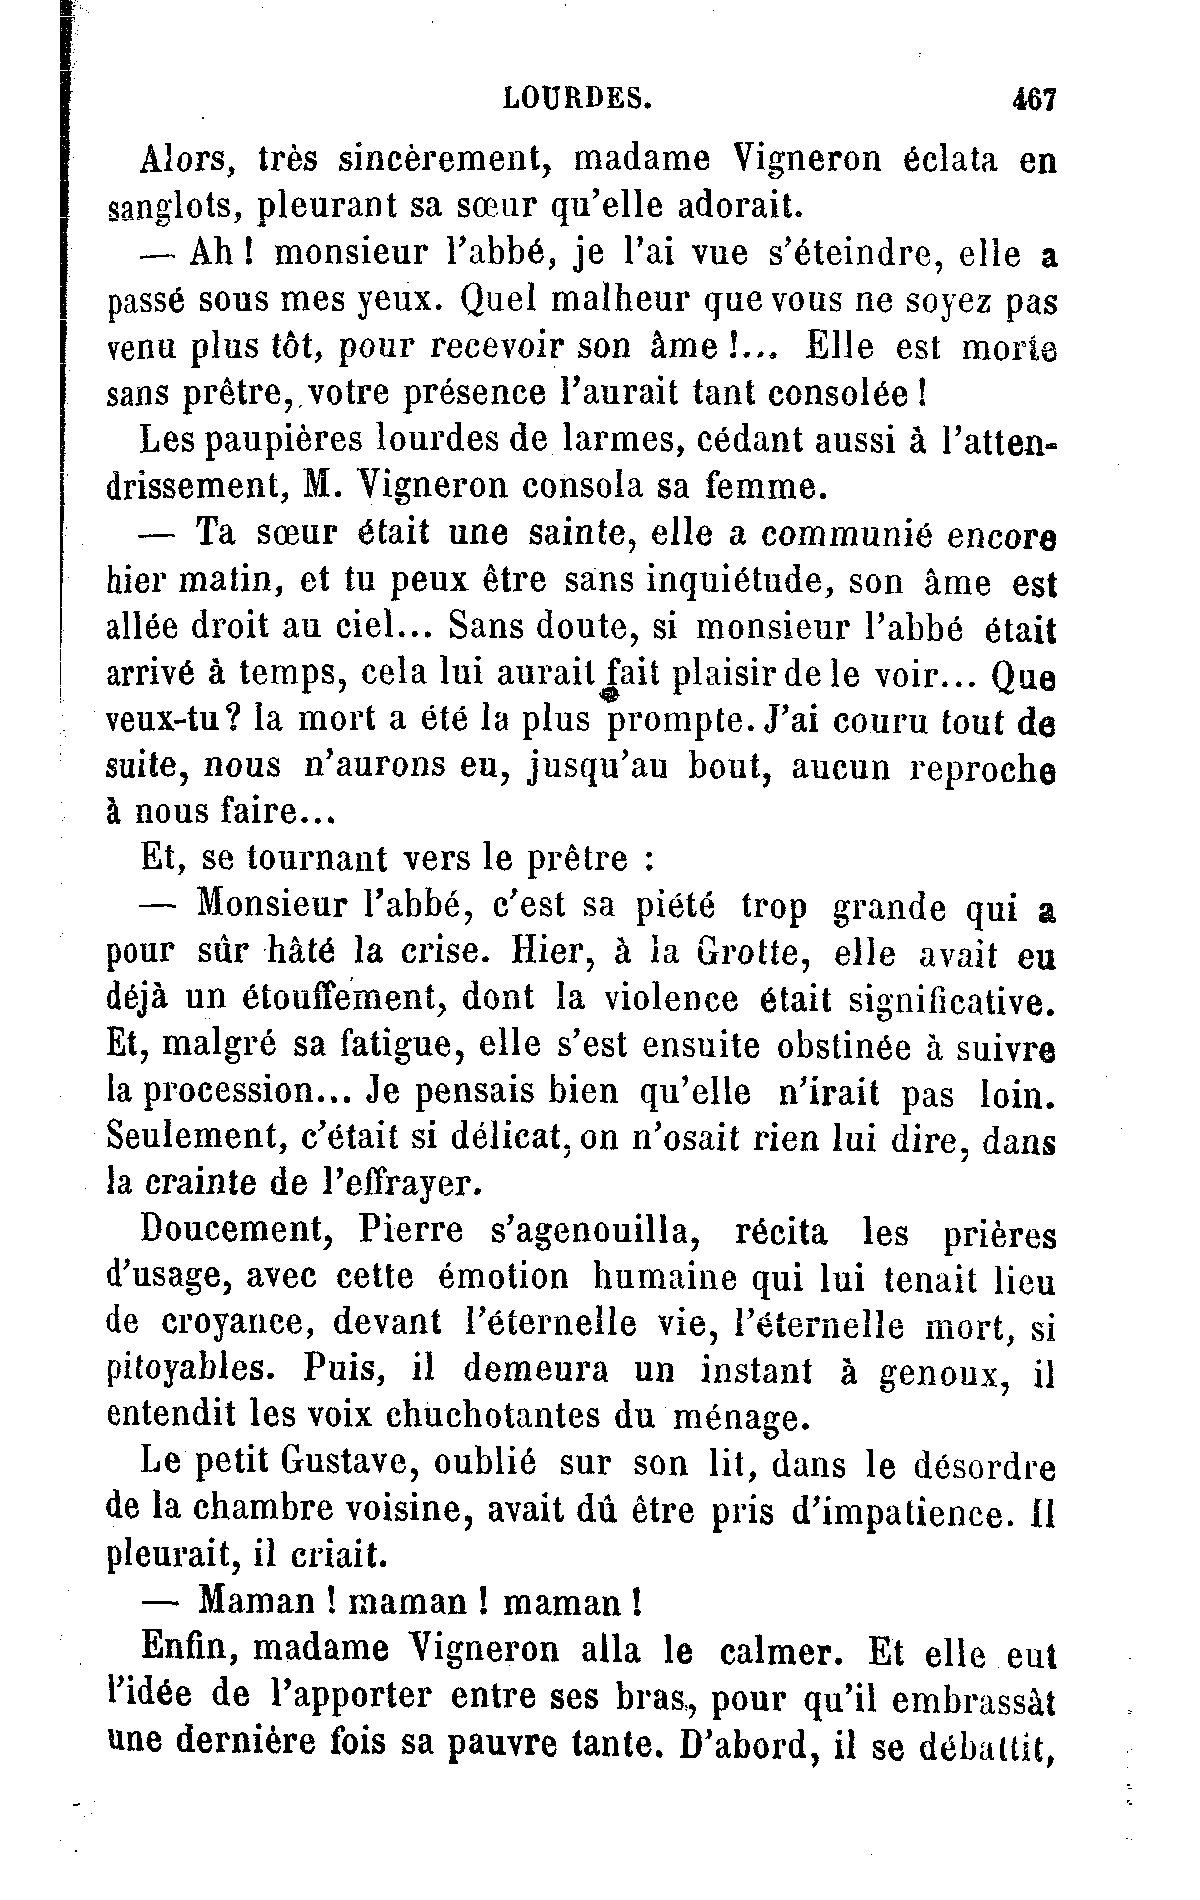 LOURDES. 467
Alors, très sincèrement, madame Vigneron éclata en
sanglots, pleurant sa sœur qu'elle adorait.
— Ah ! monsieur l'abbé, je l'ai vue s'éteindre, elle a
passé sous mes yeux. Quel malheur que vous ne soyez pas
venu plus tôt, pour recevoir son âme !... Elle est morte
sans prêtre, votre présence l'aurait tant consolée !
Les paupières lourdes de larmes, cédant aussi à l'atten-
drissement, M. Vigneron consola sa femme.
— Ta sœur était une sainte, elle a communié encore
hier matin, et tu peux être sans inquiétude, son âme est
allée droit au ciel... Sans doute, si monsieur l'abbé était
arrivé à temps, cela lui aurait fait plaisir de le voir... Que
veux-tu? la mort a été la plus prompte. J'ai couru tout de
suite, nous n'aurons eu, jusqu'au bout, aucun reproche
à nous faire...
Et, se tournant vers le prêtre :
— Monsieur l'abbé, c'est sa piété trop grande qui a
pour sûr hâté la crise. Hier, à la Grotte, elle avait eu
déjà un étouffement, dont la violence était significative.
Et, malgré sa fatigue, elle s'est ensuite obstinée à suivre
la procession... Je pensais bien qu'elle n'irait pas loin.
Seulement, c'était si délicat, on n'osait rien lui dire, dans
la crainte de l'effrayer.
Doucement, Pierre s'agenouilla, récita les prières
d'usage, avec cette émotion humaine qui lui tenait lieu
de croyance, devant l'éternelle vie, l'éternelle mort, si
pitoyables. Puis, il demeura un instant à genoux, il
entendit les voix chuchotantes du ménage.
Le petit Gustave, oublié sur son lit, dans le désordre
de la chambre voisine, avait dû être pris d'impatience. Il
pleurait, il criait.
— Maman ! maman ! maman !
Enfin, madame Vigneron alla le calmer. Et elle eut
l'idée de l'apporter entre ses bras, pour qu'il embrassât
une dernière fois sa pauvre tante. D'abord, il se débattit,